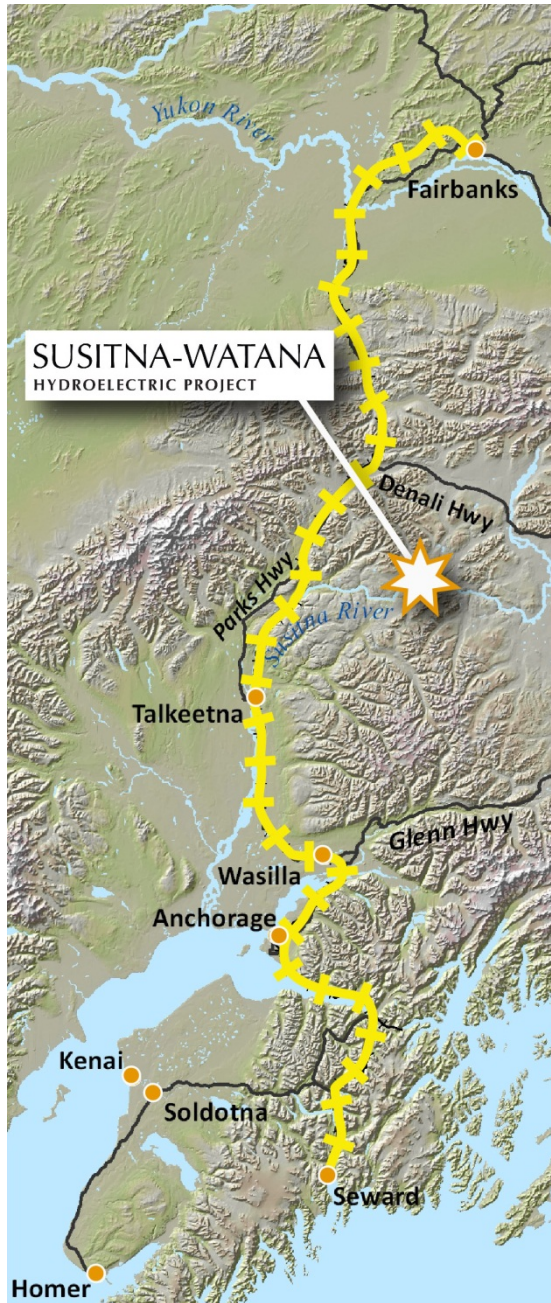 Yukon River
Fairbanks
SUSITNA-WATANA
HYDROELECTRIC PROJECT
Denali Hwy
Parks Hwy
Susitna River
Talkeetna
Glenn Hwy
Wasilla
Anchorage
Kenai
Soldotna
Seward
Homer